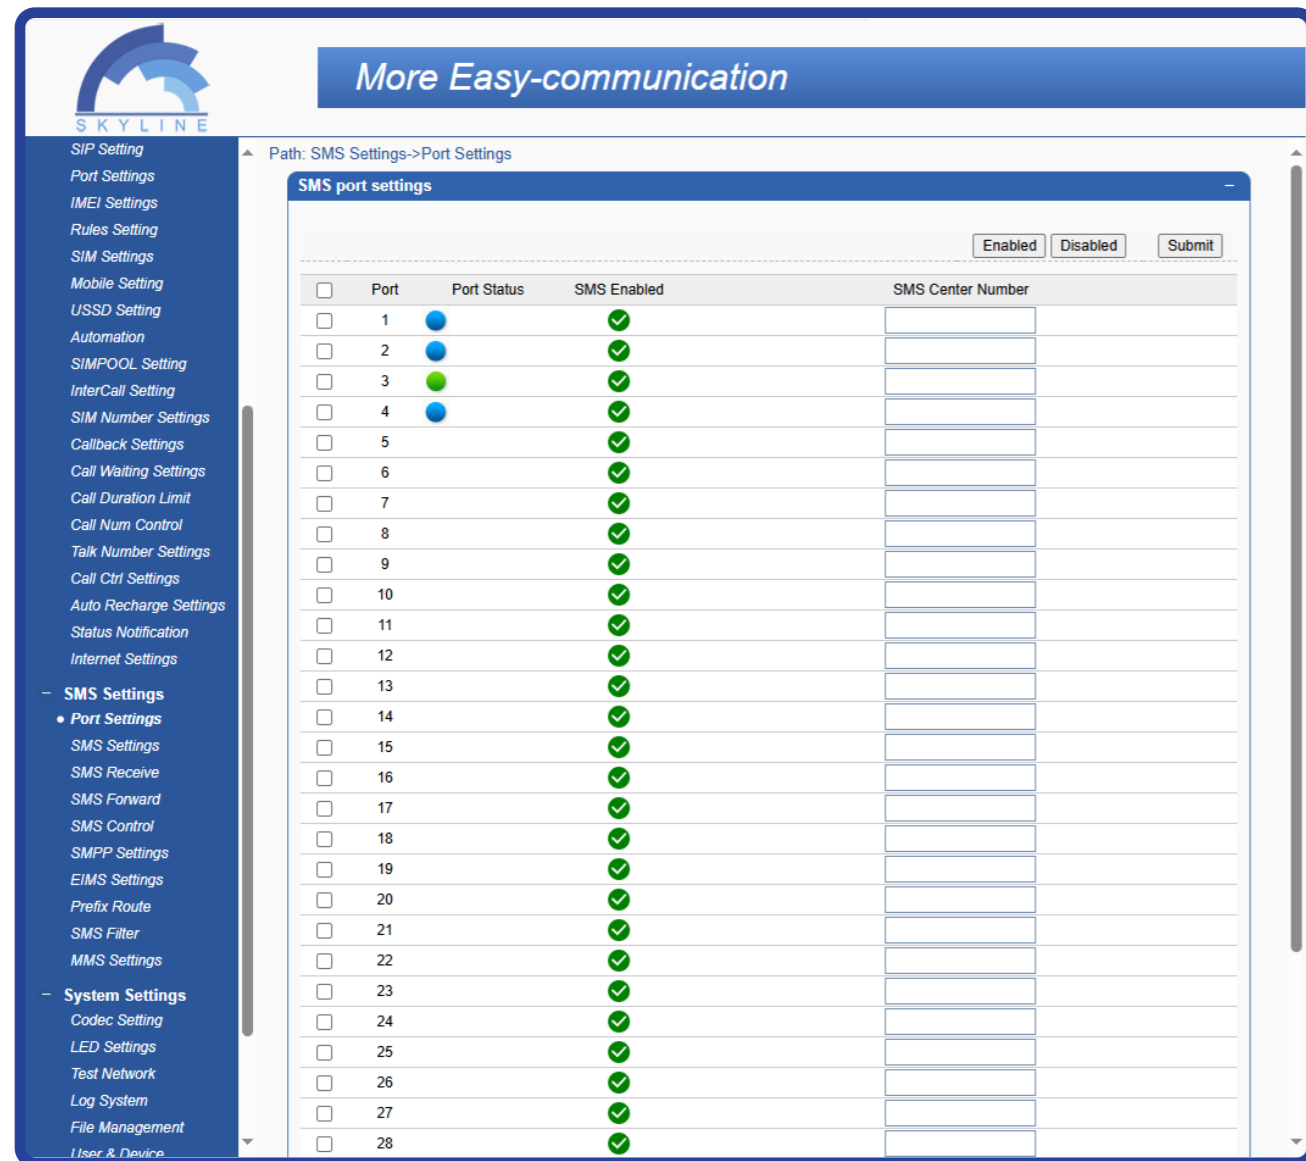 SKYLINE
More Easy-communication
SIP Setting
Port Settings
IMEI Settings
Rules Setting
SIM Settings
Mobile Setting
USSD Setting
Automation
SIMPOOL Setting
InterCall Setting
SIM Number Settings
Callback Settings
Call Waiting Settings
Call Duration Limit
Call Num Control
Talk Number Settings
Call Ctrl Settings
Auto Recharge Settings
Status Notification
Internet Settings
− SMS Settings
• Port Settings
SMS Settings
SMS Receive
SMS Forward
SMS Control
SMPP Settings
EIMS Settings
Prefix Route
SMS Filter
MMS Settings
− System Settings
Codec Setting
LED Settings
Test Network
Log System
File Management
User & Device
Path: SMS Settings->Port Settings
SMS port settings −
Enabled Disabled Submit
Port Port Status SMS Enabled SMS Center Number
1
2
3
4
5
6
7
8
9
10
11
12
13
14
15
16
17
18
19
20
21
22
23
24
25
26
27
28